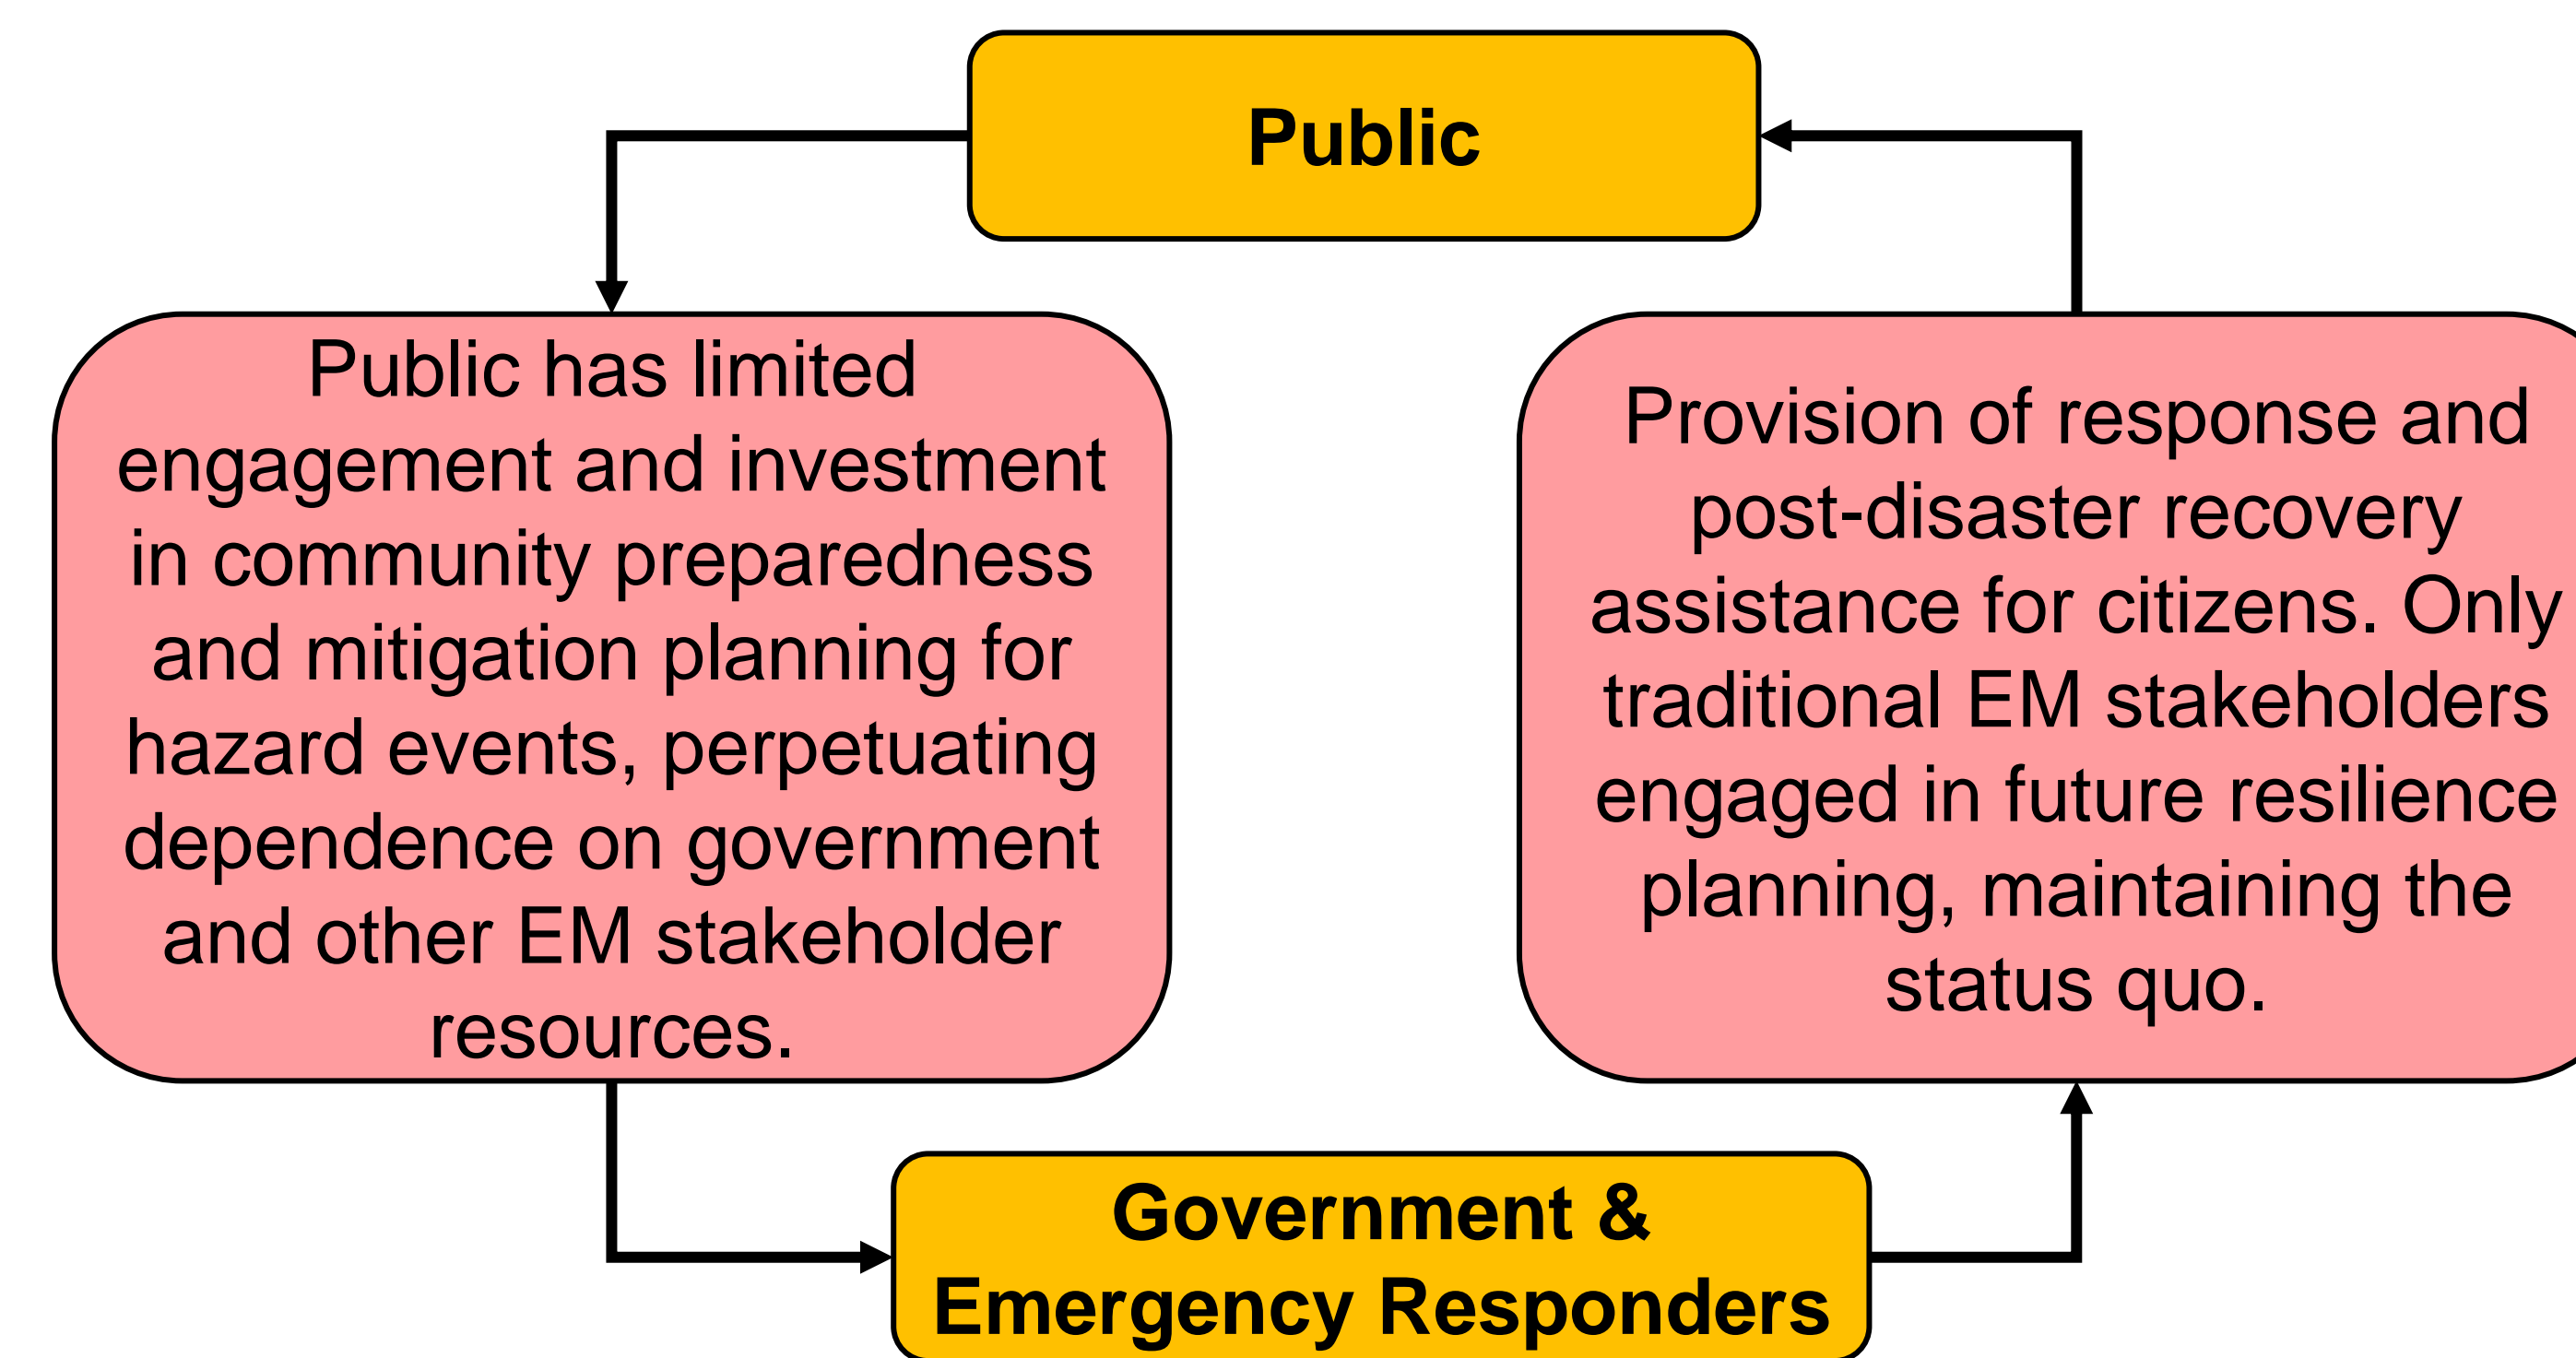 Public
Public has limited
engagement and investment
in community preparedness
and mitigation planning for
hazard events, perpetuating
dependence on government
and other EM stakeholder
resources.
Provision of response and
post-disaster recovery
assistance for citizens. Only
traditional EM stakeholders
engaged in future resilience
planning, maintaining the
status quo.
Government &
Emergency Responders